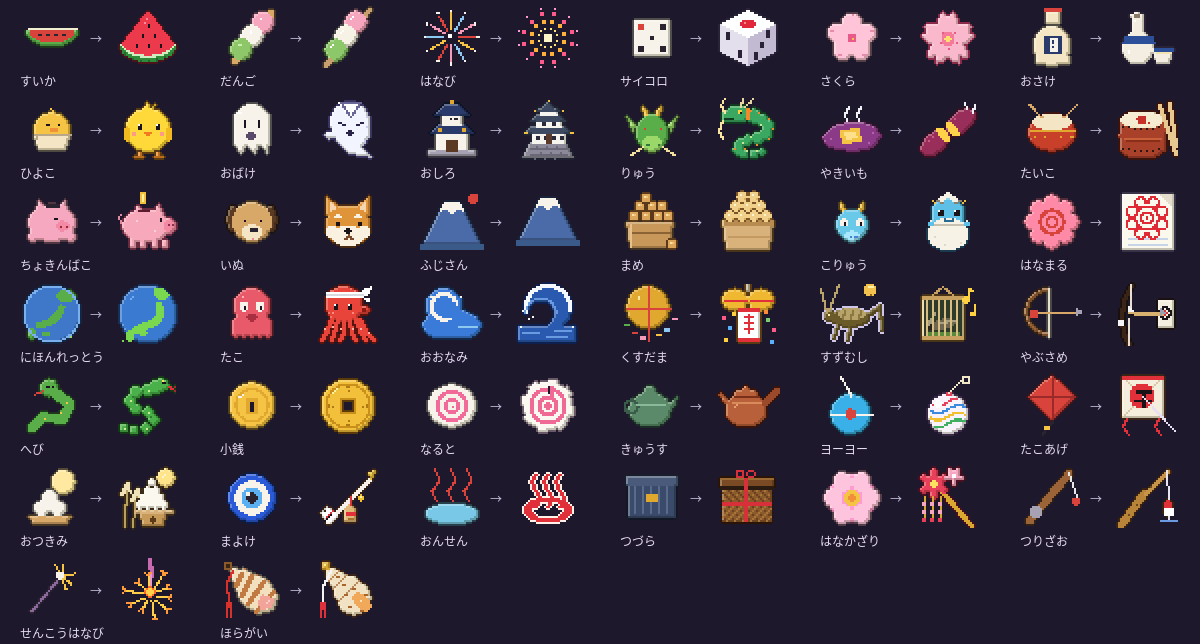 すいか
だんご
はなび
サイコロ
さくら
おさけ
ひよこ
おばけ
おしろ
りゅう
やきいも
たいこ
ちょきんばこ
いぬ
ふじさん
まめ
こりゅう
はなまる
にほんれっとう
たこ
おおなみ
くすだま
すずむし
やぶさめ
へび
小銭
なると
きゅうす
ヨーヨー
たこあげ
おつきみ
まよけ
おんせん
つづら
はなかざり
つりざお
せんこうはなび
ほらがい